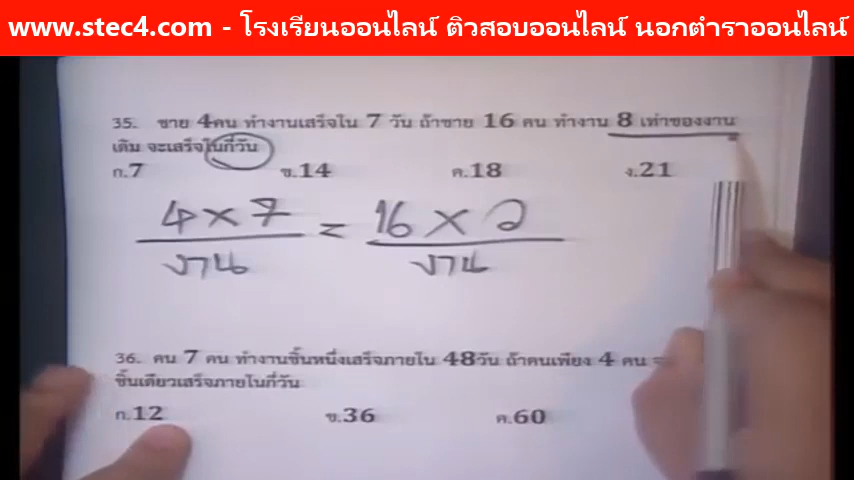 www.stec4.com - โรงเรียนออนไลน์ ติวสอบออนไลน์ นอกตำราออนไลน์
35. ชาย 4คน ทำงานเสร็จใน 7 วัน ถ้าชาย 16 คน ทำงาน 8 เท่าของงาน
เดิม จะเสร็จในกี่วัน
ก.7 ข.14 ค.18 ง.21
4 x 7 = 16 x ว
งาน งาน
36. คน 7 คน ทำงานชิ้นหนึ่งเสร็จภายใน 48วัน ถ้าคนเพียง 4 คน
ชิ้นเดียวเสร็จภายในกี่วัน
ก.12 ข.36 ค.60